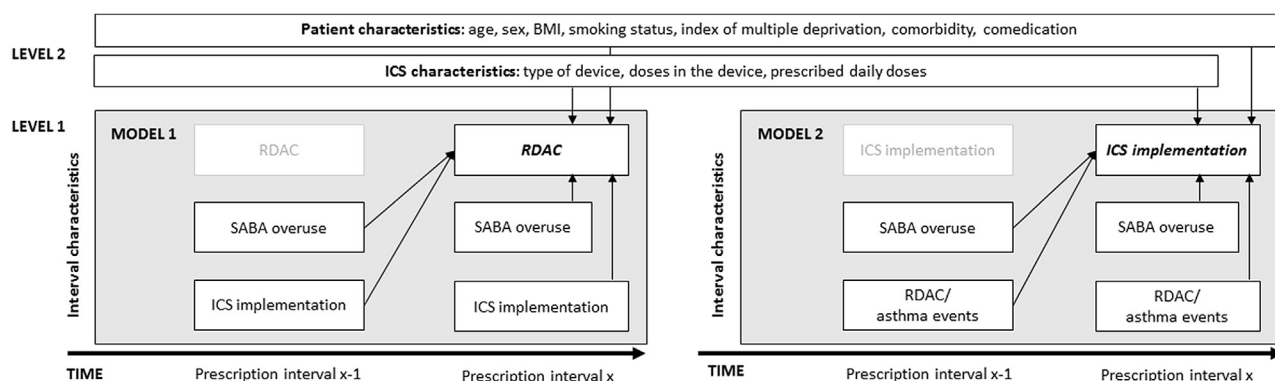 Patient characteristics: age, sex, BMI, smoking status, index of multiple deprivation, comorbidity, comedication
LEVEL 2
ICS characteristics: type of device, doses in the device, prescribed daily doses
LEVEL 1
Interval characteristics
MODEL 1
RDAC
RDAC
SABA overuse
SABA overuse
ICS implementation
ICS implementation
TIME
Prescription interval x-1
Prescription interval x
Interval characteristics
MODEL 2
ICS implementation
ICS implementation
SABA overuse
SABA overuse
RDAC/
asthma events
RDAC/
asthma events
TIME
Prescription interval x-1
Prescription interval x